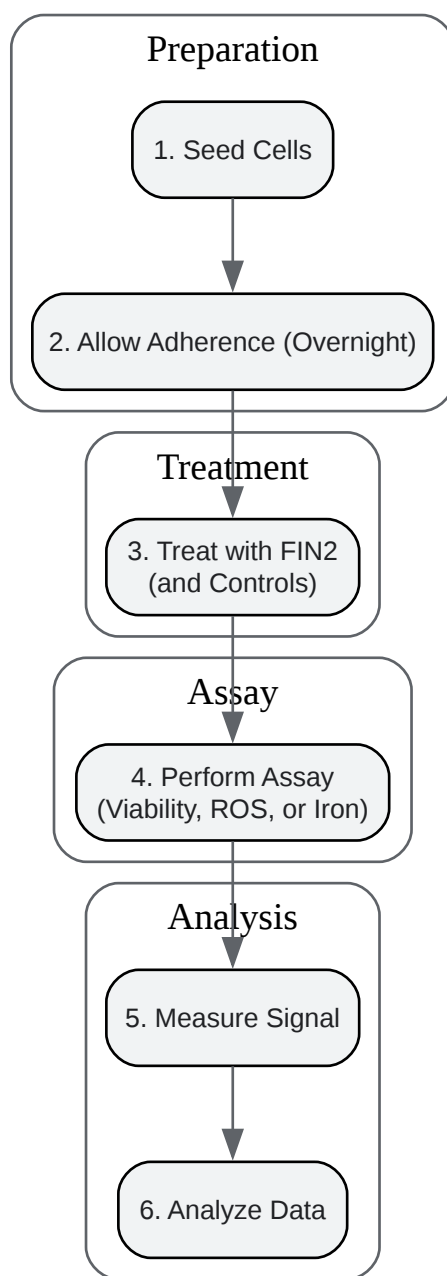 Preparation
1. Seed Cells
2. Allow Adherence (Overnight)
Treatment
3. Treat with FIN2
(and Controls)
Assay
4. Perform Assay
(Viability, ROS, or Iron)
Analysis
5. Measure Signal
6. Analyze Data